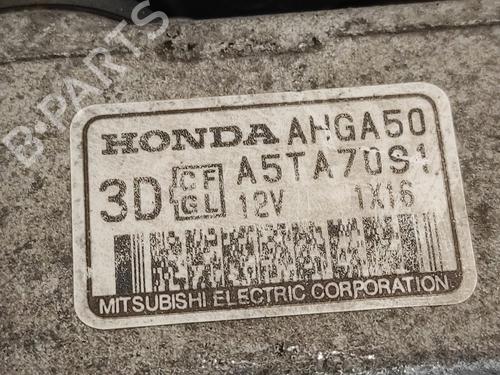 B-PARTS
HONDA AHGA50
3D CF GL A5TA70S1
12V 1X16
MITSUBISHI ELECTRIC CORPORATION